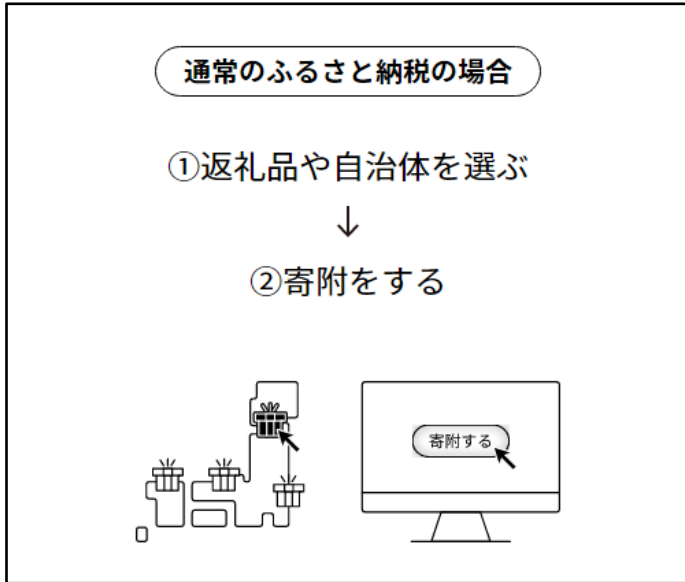 通常のふるさと納税の場合
①返礼品や自治体を選ぶ
↓
②寄附をする
寄附する